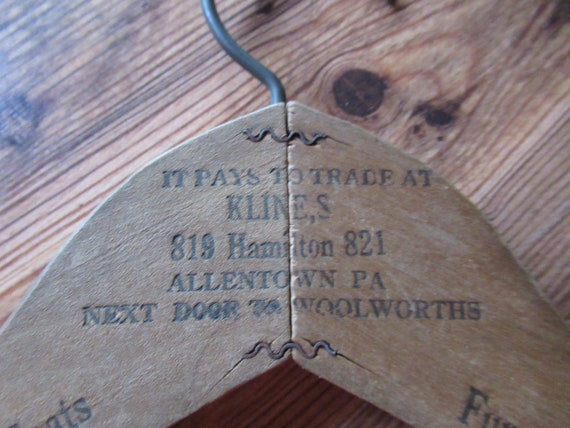 IT PAYS TO TRADE AT
KLINE,S
819 Hamilton 821
ALLENTOWN PA
NEXT DOOR TO WOOLWORTHS